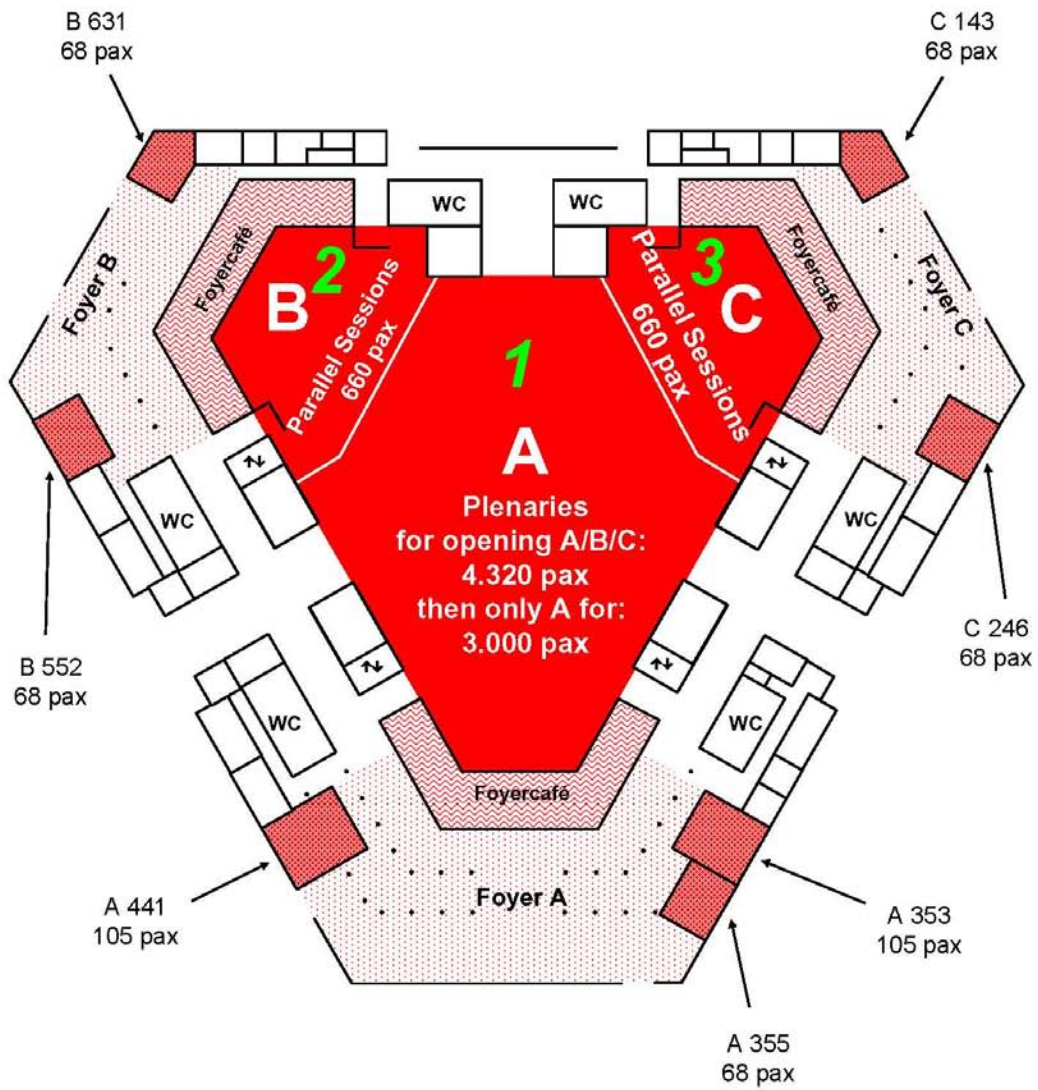 B 631
68 pax
C 143
68 pax
WC
WC
Foyer B
Foyercafé
2
B
Parallel Sessions
660 pax
3
C
Parallel Sessions
660 pax
Foyercafé
Foyer C
1
A
Plenaries
for opening A/B/C:
4.320 pax
then only A for:
3.000 pax
WC
WC
B 552
68 pax
C 246
68 pax
WC
WC
Foyercafé
Foyer A
A 441
105 pax
A 353
105 pax
A 355
68 pax